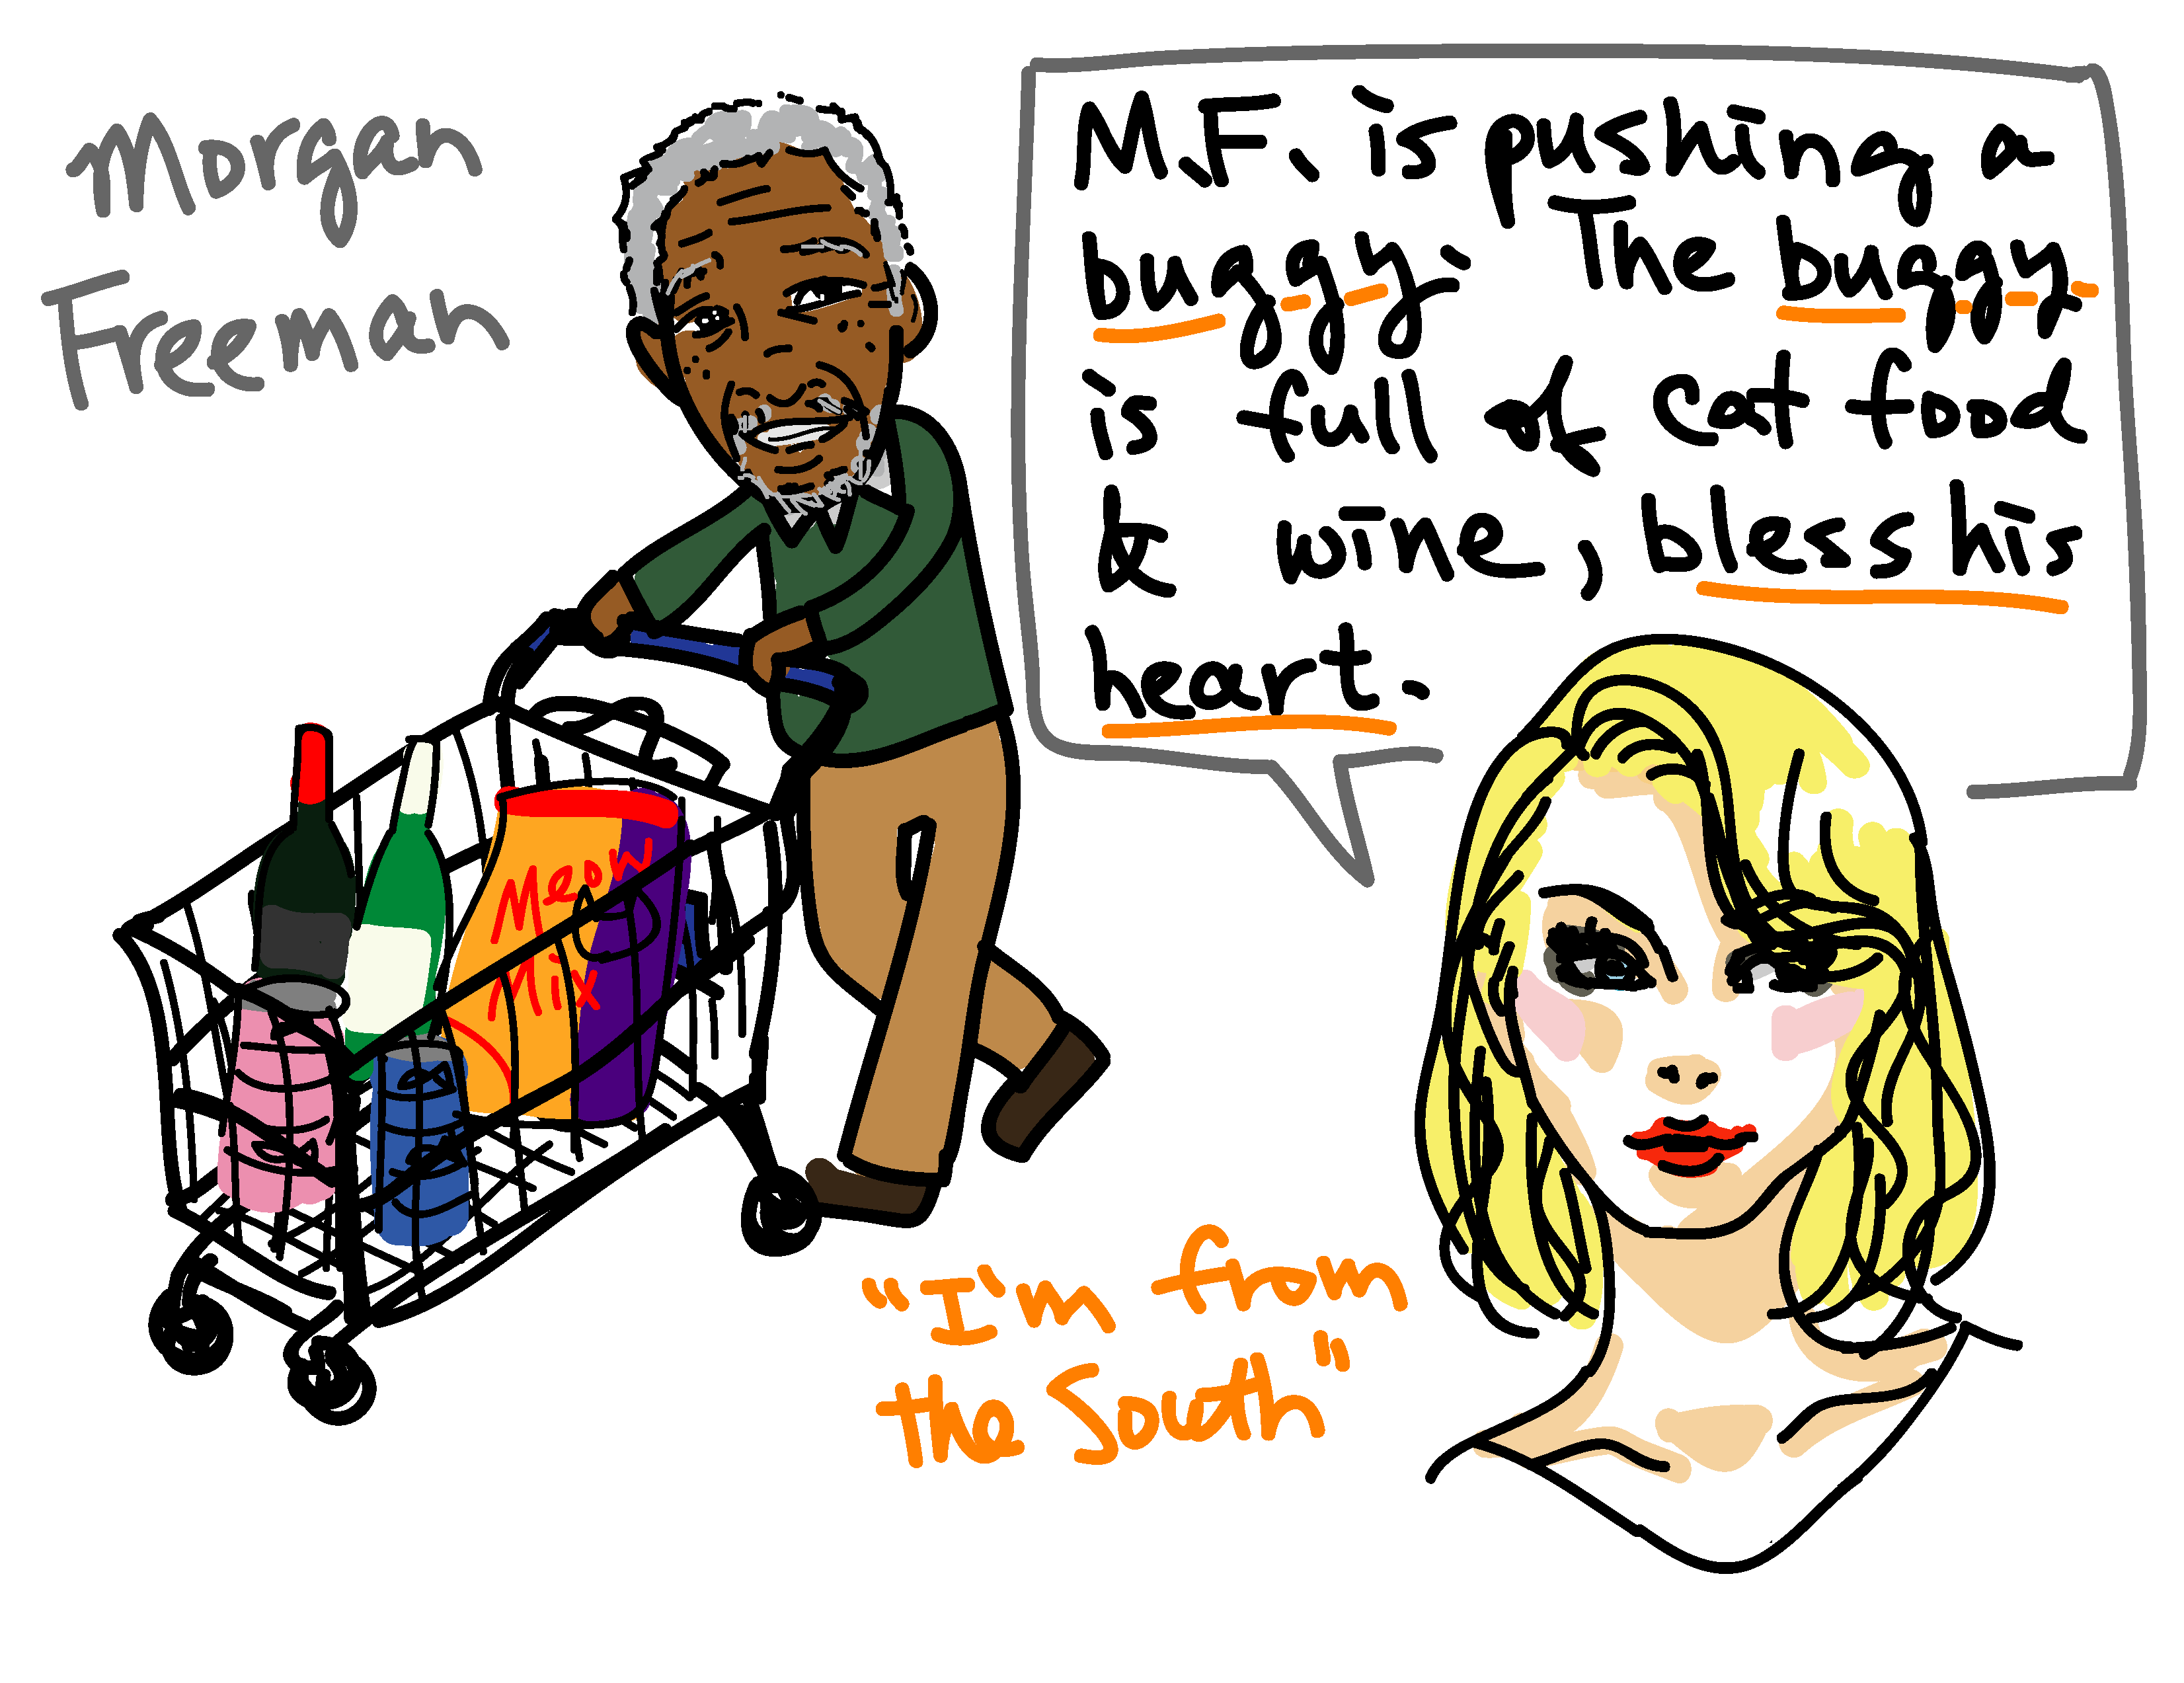 Morgan
Freeman
M.F. is pushing a
buggy. The buggy
is full of cat food
& wine, bless his
heart.
Meow
Mix
"I'm from
the South"